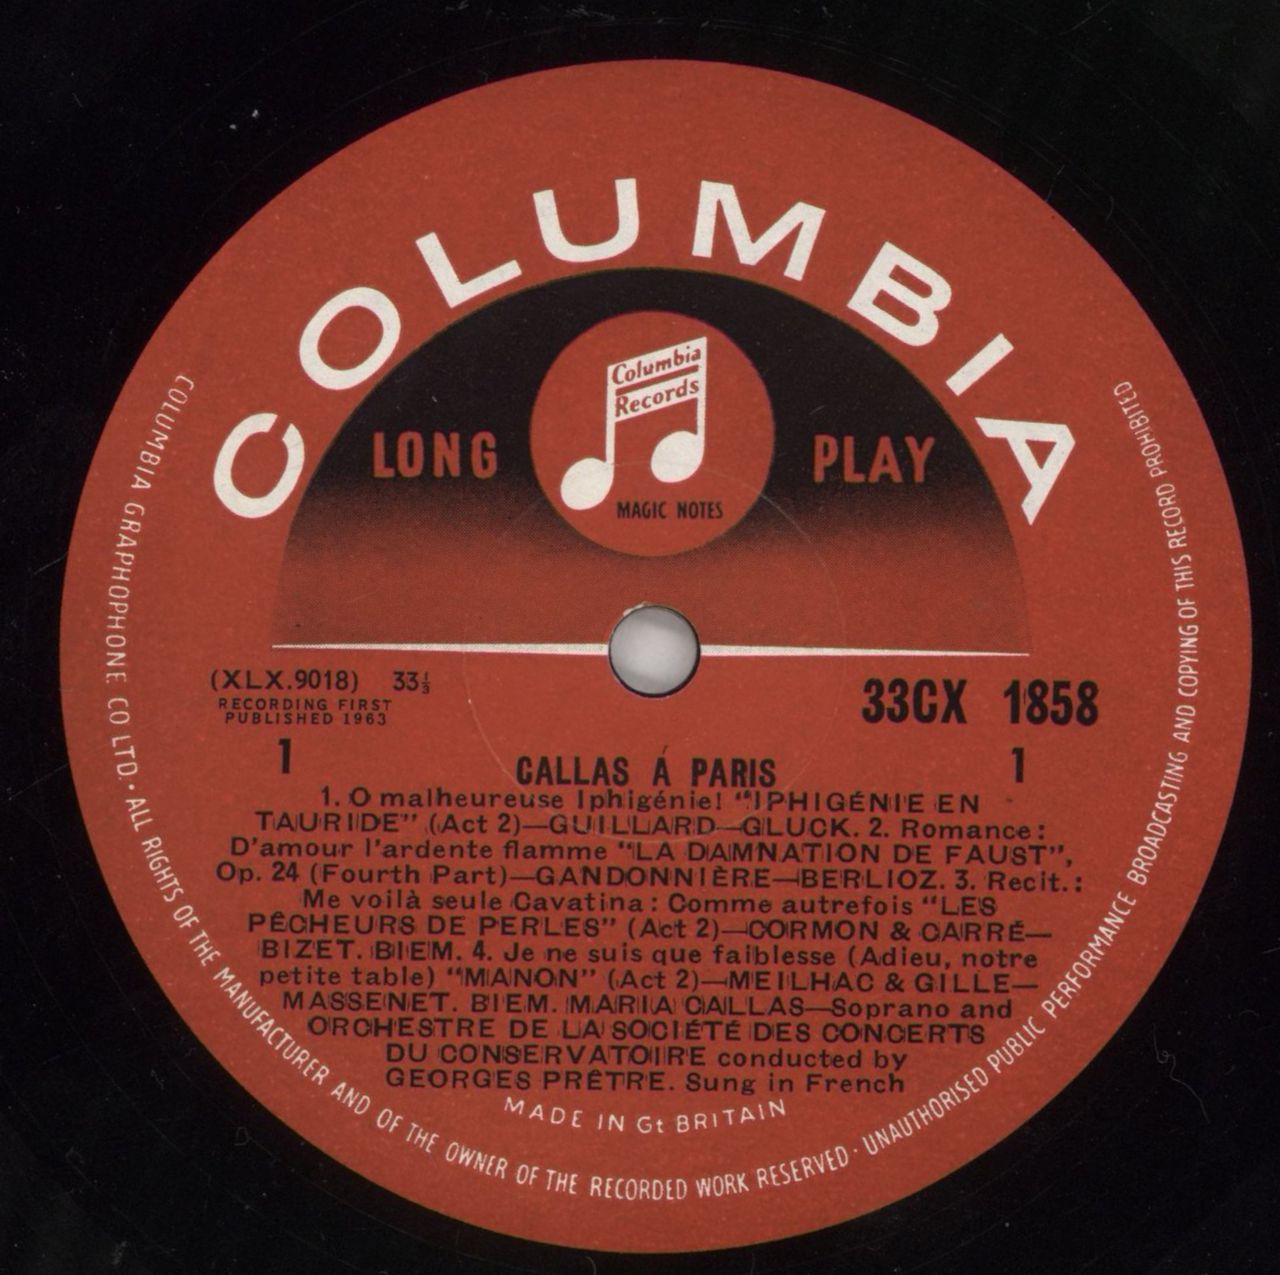 COLUMBIA
Columbia
Records
LONG PLAY
MAGIC NOTES
(XLX.9018) 33⅓
RECORDING FIRST
PUBLISHED 1963
33CX 1858
1 1
CALLAS Á PARIS
1. O malheureuse Iphigénie! "IPHIGÉNIE EN
TAURIDE" (Act 2)—GUILLARD—GLUCK. 2. Romance:
D'amour l'ardente flamme "LA DAMNATION DE FAUST",
Op. 24 (Fourth Part)—GANDONNIÈRE—BERLIOZ. 3. Recit.:
Me voilà seule Cavatina: Comme autrefois "LES
PÊCHEURS DE PERLES" (Act 2)—CORMON & CARRÉ—
BIZET. BIEM. 4. Je ne suis que faiblesse (Adieu, notre
petite table) "MANON" (Act 2)—MEILHAC & GILLE—
MASSENET. BIEM. MARIA CALLAS—Soprano and
ORCHESTRE DE LA SOCIÉTÉ DES CONCERTS
DU CONSERVATOIRE conducted by
GEORGES PRÊTRE. Sung in French
MADE IN Gt BRITAIN
COLUMBIA GRAPHOPHONE CO LTD. · ALL RIGHTS OF THE MANUFACTURER AND OF THE OWNER OF THE RECORDED WORK RESERVED · UNAUTHORISED PUBLIC PERFORMANCE BROADCASTING AND COPYING OF THIS RECORD PROHIBITED